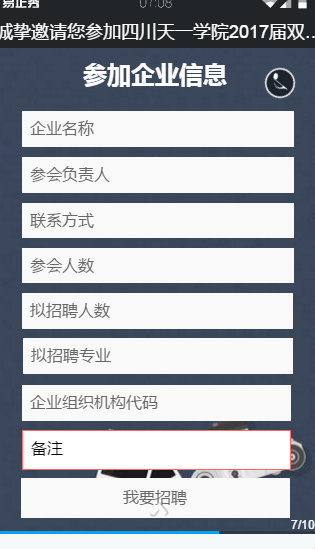 易正秀
07:08
诚挚邀请您参加四川天一学院2017届双...
参加企业信息
企业名称
参会负责人
联系方式
参会人数
拟招聘人数
拟招聘专业
企业组织机构代码
备注
我要招聘
7/10